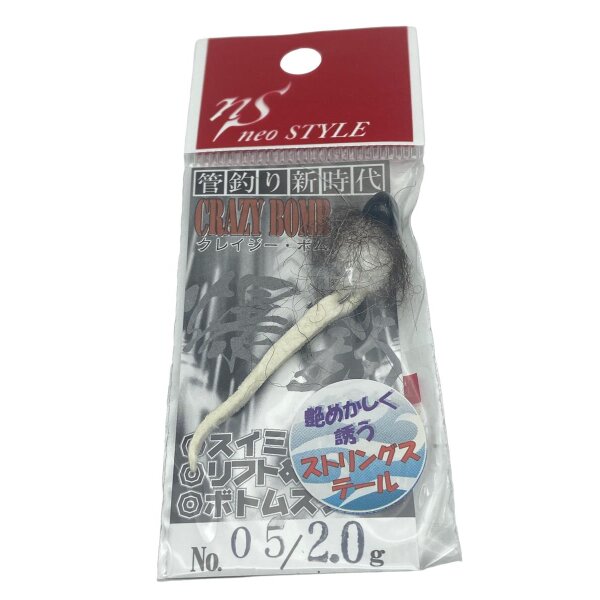 ns
neo STYLE
管釣り新時代
CRAZY BOMB
クレイジー・ボム
艶めかしく
誘う
ストリングス
テール
◎スイミ
◎リフト&
◎ボトムス
No. 05/2.0g